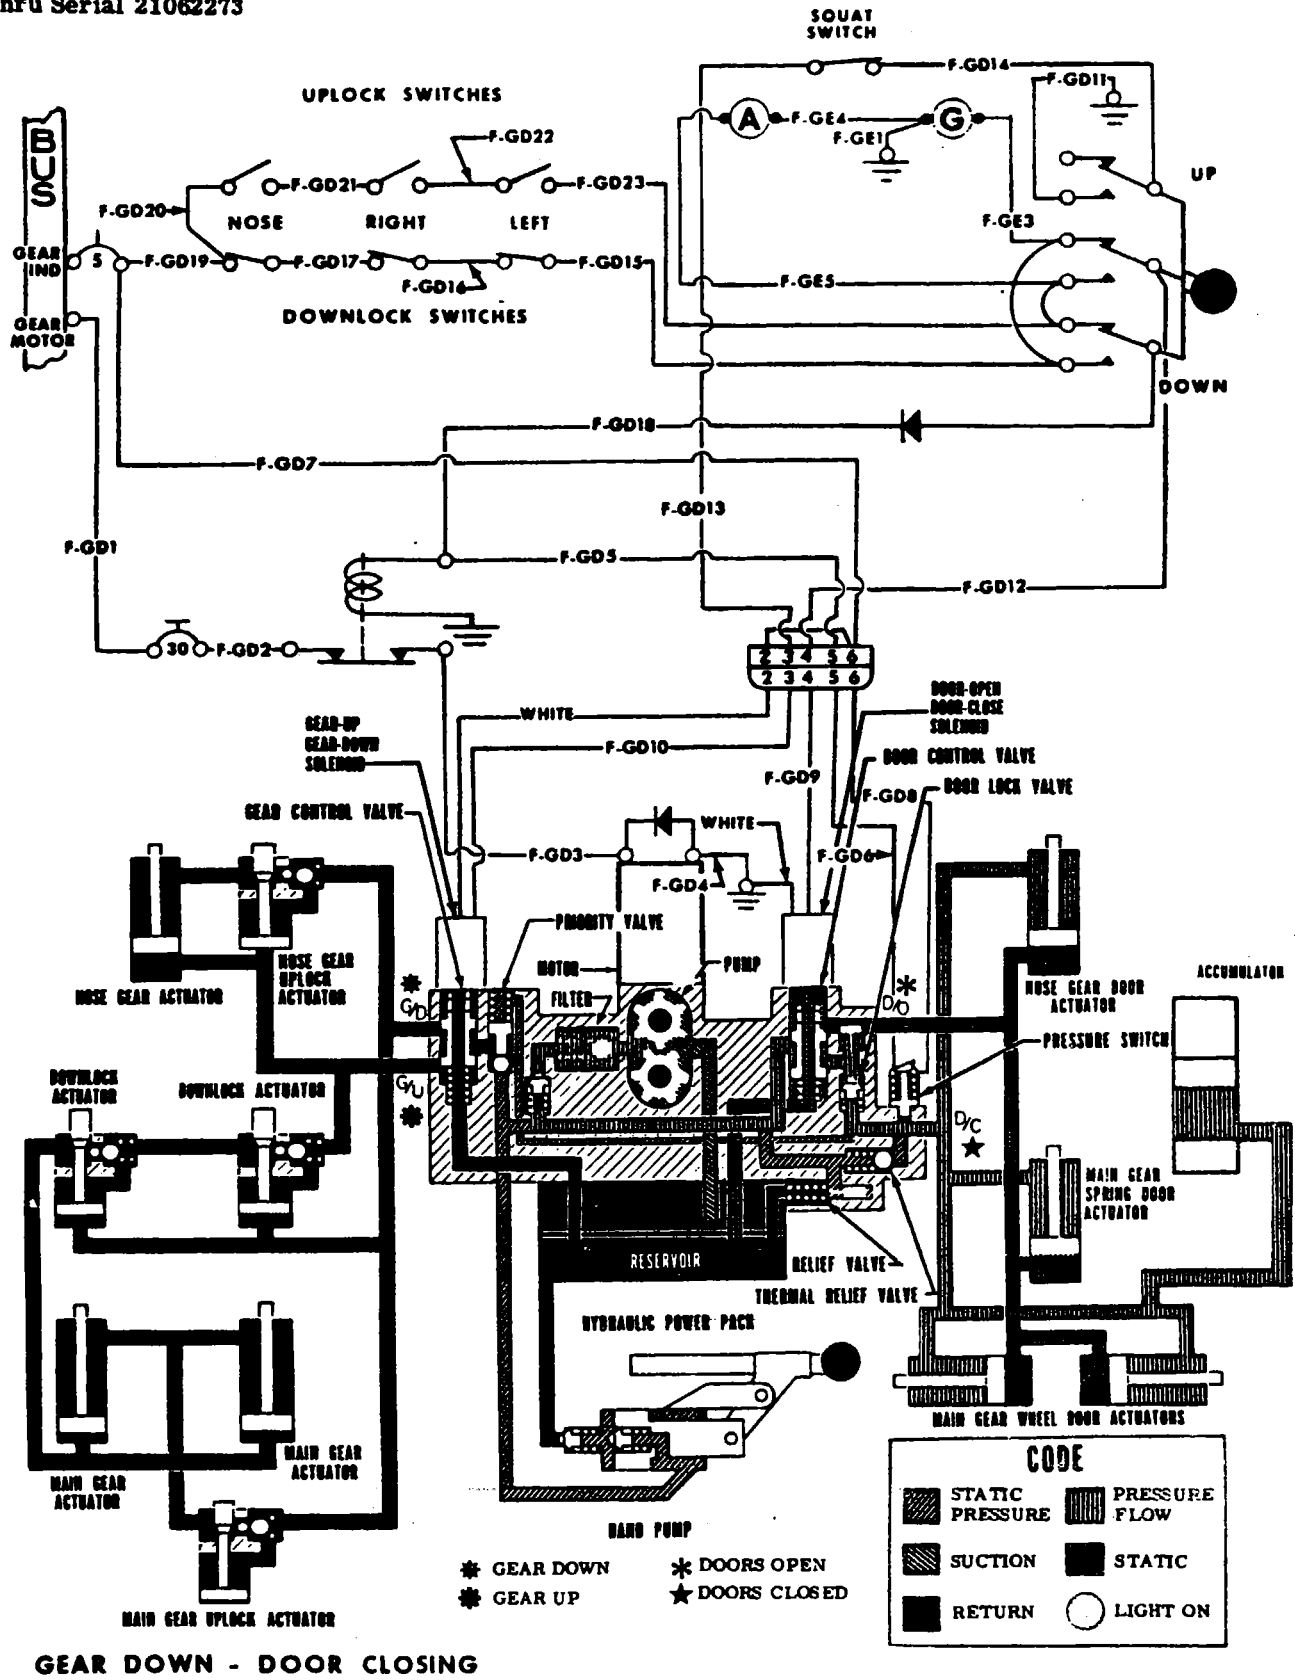 hru Serial 21062273
SQUAT
SWITCH
F-GD14
F-GD11
UPLOCK SWITCHES
A
F-GE4
G
F-GE1
BUS
F-GD22
F-GD21
F-GD23
UP
F-GD20
NOSE
RIGHT
LEFT
F-GE3
GEAR
IND
5
F-GD19
F-GD17
F-GD15
F-GD16
F-GE5
DOWNLOCK SWITCHES
GEAR
MOTOR
DOWN
F-GD18
F-GD7
F-GD13
F-GD1
F-GD5
F-GD12
30
F-GD2
2 3 4 5 6
2 3 4 5 6
WHITE
F-GD10
GEAR-UP
GEAR-DOWN
SOLENOID
DOOR-OPEN
DOOR-CLOSE
SOLENOID
DOOR CONTROL VALVE
F-GD9
F-GD8
DOOR LOCK VALVE
GEAR CONTROL VALVE
WHITE
F-GD3
F-GD6
F-GD4
PRIORITY VALVE
MOTOR
PUMP
FILTER
NOSE GEAR ACTUATOR
NOSE GEAR
UPLOCK
ACTUATOR
G/D
D/O
NOSE GEAR DOOR
ACTUATOR
ACCUMULATOR
PRESSURE SWITCH
DOWNLOCK
ACTUATOR
DOWNLOCK ACTUATOR
G/U
D/C
MAIN GEAR
SPRING DOOR
ACTUATOR
RESERVOIR
RELIEF VALVE
THERMAL RELIEF VALVE
HYDRAULIC POWER PACK
MAIN GEAR WHEEL DOOR ACTUATORS
MAIN GEAR
ACTUATOR
MAIN GEAR
ACTUATOR
HAND PUMP
MAIN GEAR UPLOCK ACTUATOR
CODE
STATIC
PRESSURE
PRESSURE
FLOW
SUCTION
STATIC
RETURN
LIGHT ON
GEAR DOWN
DOORS OPEN
GEAR UP
DOORS CLOSED
GEAR DOWN - DOOR CLOSING